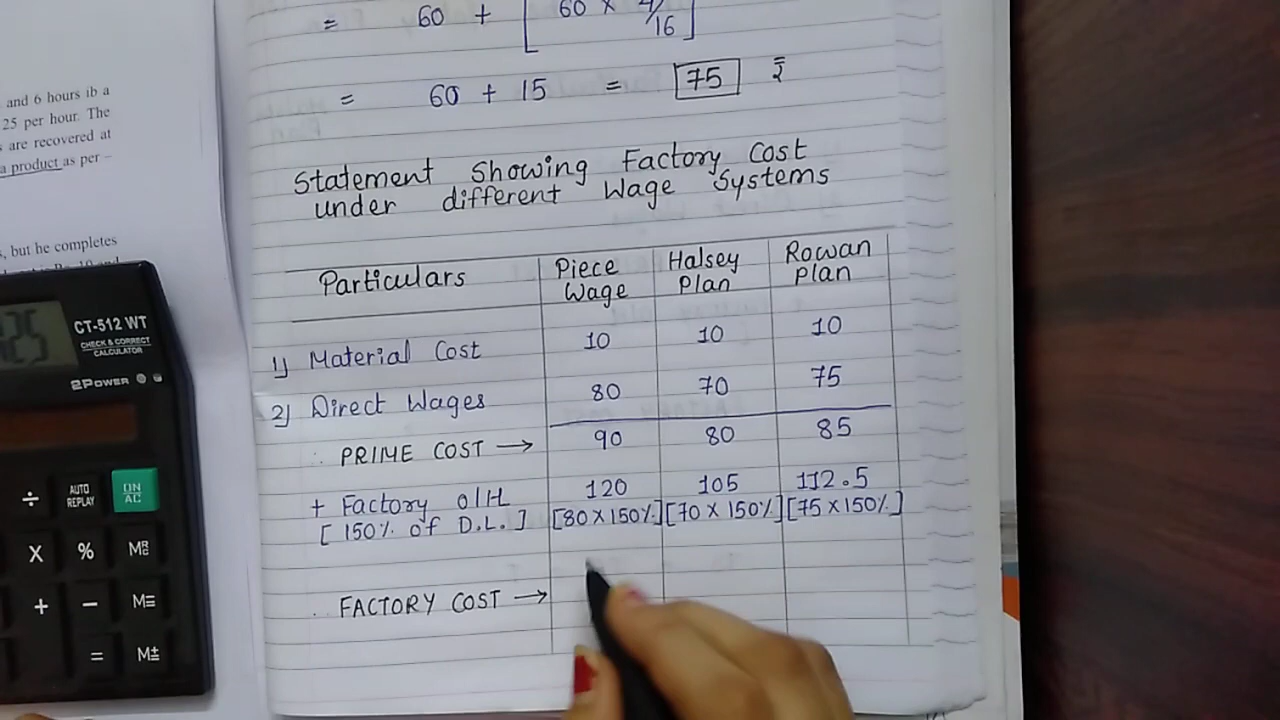 and 6 hours ib a
25 per hour. The
are recovered at
a product as per –
, but he completes
CT-512 WT
CHECK & CORRECT
CALCULATOR
2POWER
÷ AUTO REPLAY ON AC
X % MRC
+ − M=
= M±
= 60 + [ 60 × 4/16 ]
= 60 + 15 = 75 ₹
Statement Showing Factory Cost
under different Wage Systems
Particulars Piece Wage Halsey Plan Rowan Plan
1) Material Cost 10 10 10
2) Direct Wages 80 70 75
∴ PRIME COST → 90 80 85
+ Factory o/H 120 105 112.5
[ 150% of D.L. ] [80 X 150%] [70 X 150%] [75 X 150%]
∴ FACTORY COST →